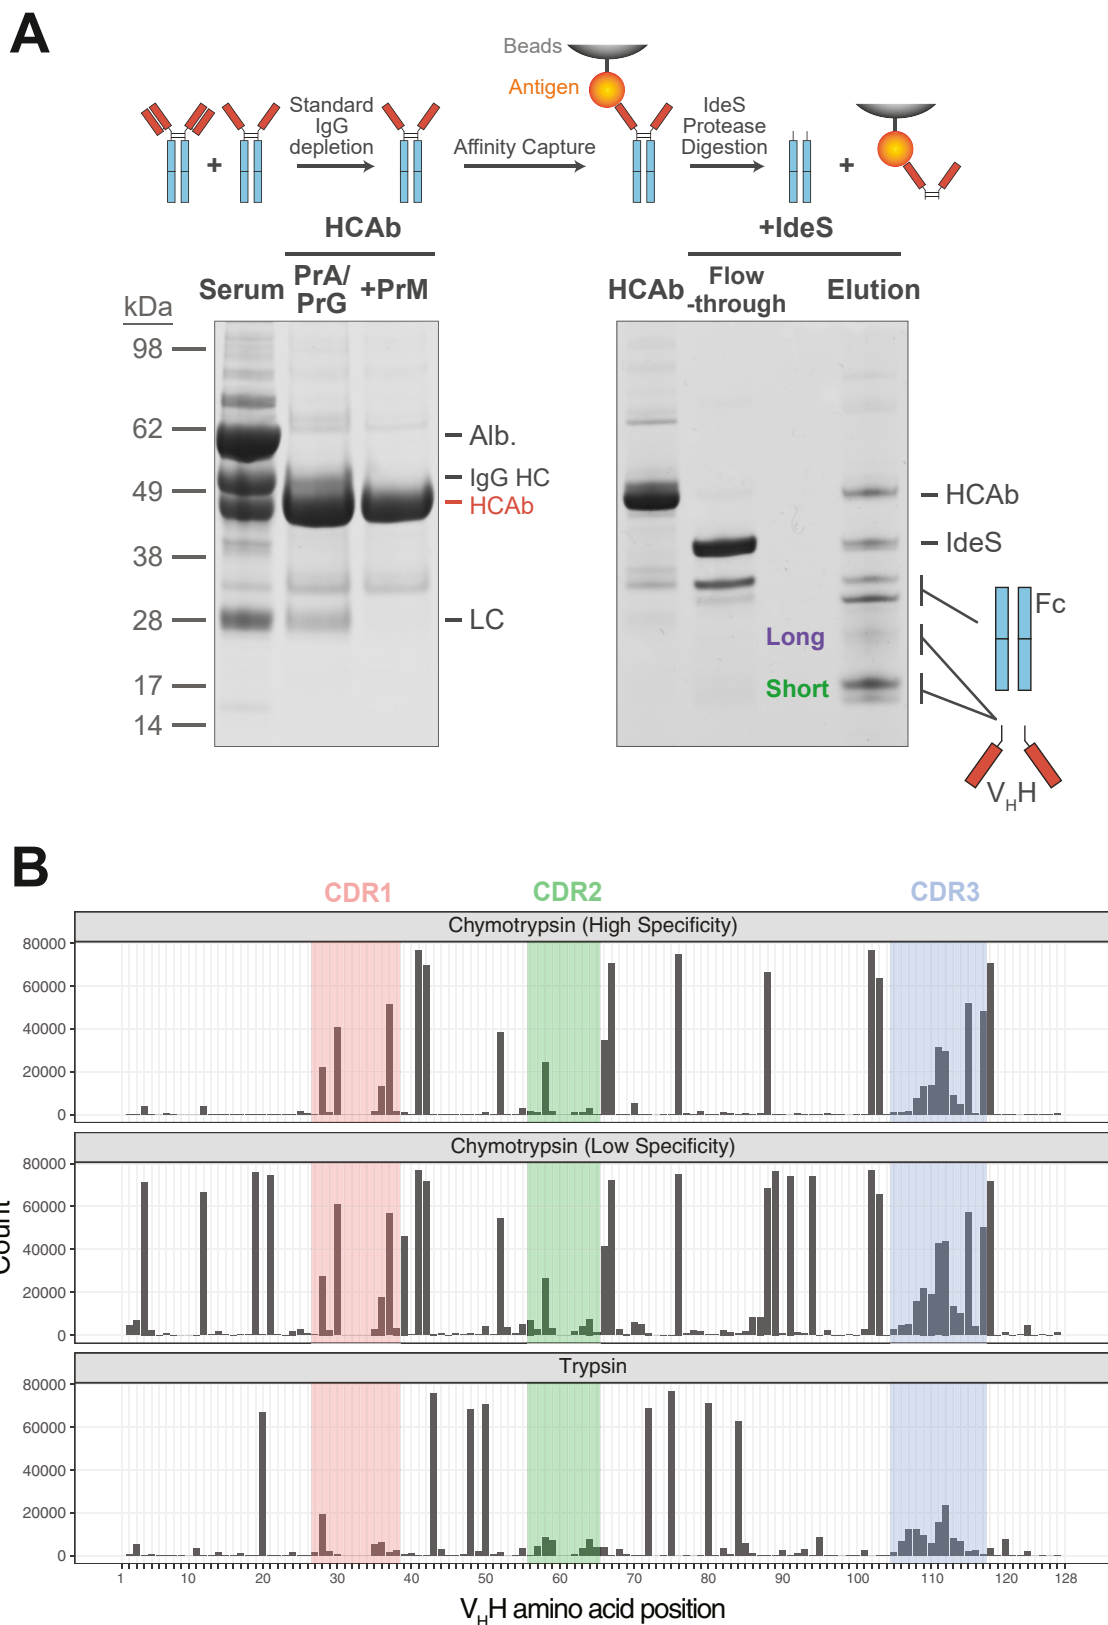 A
Beads
Antigen
Standard
IgG
depletion
Affinity Capture
IdeS
Protease
Digestion
+
+
HCAb
+IdeS
Serum
PrA/
PrG
+PrM
HCAb
Flow
-through
Elution
kDa
98
62
49
38
28
17
14
Alb.
IgG HC
HCAb
LC
HCAb
IdeS
Fc
Long
Short
VHH
B
CDR1 CDR2 CDR3
Chymotrypsin (High Specificity)
80000
60000
40000
20000
0
Chymotrypsin (Low Specificity)
80000
60000
40000
20000
0
Count
Trypsin
80000
60000
40000
20000
0
1 10 20 30 40 50 60 70 80 90 100 110 120 128
VHH amino acid position